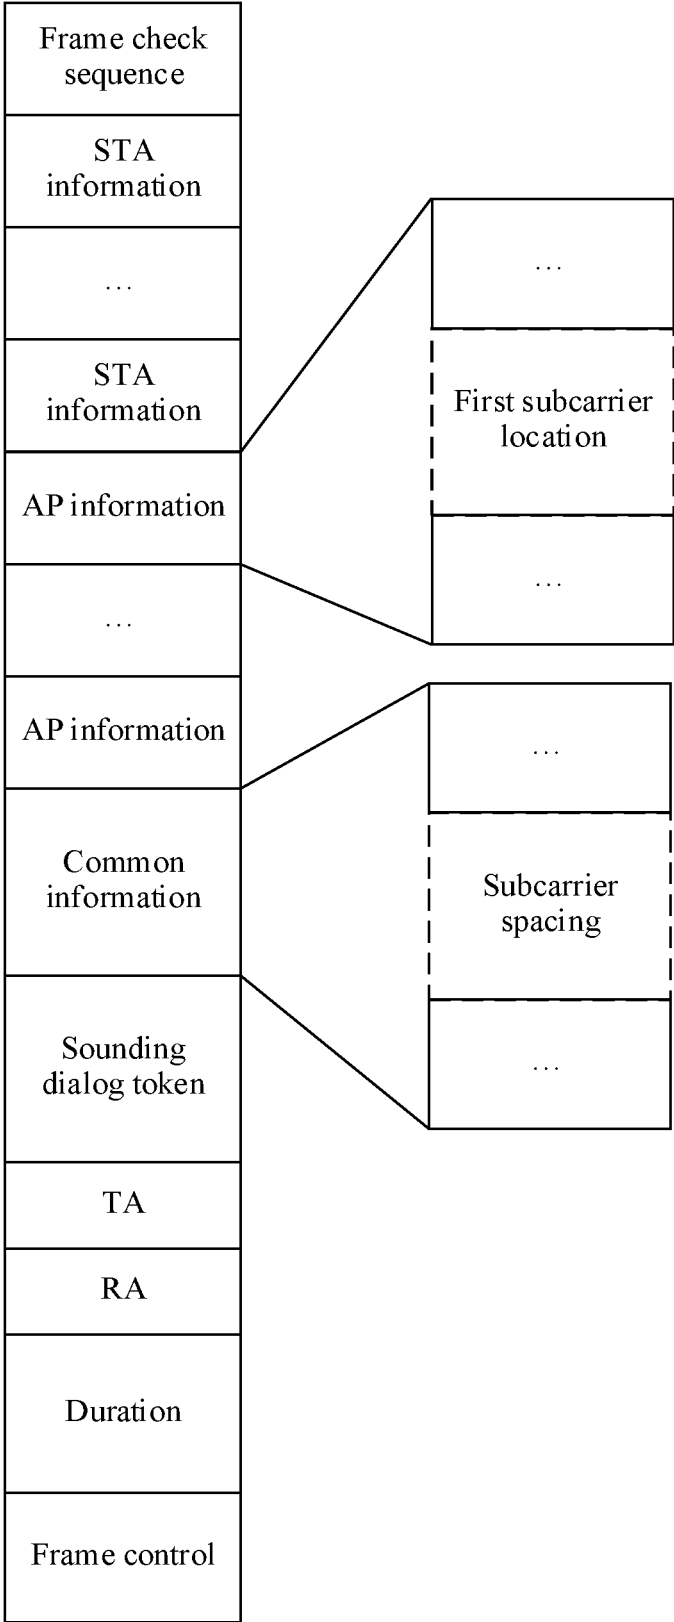 Frame check
sequence
STA
information
...
STA
information
AP information
...
AP information
Common
information
Sounding
dialog token
TA
RA
Duration
Frame control
...
First subcarrier
location
...
...
Subcarrier
spacing
...